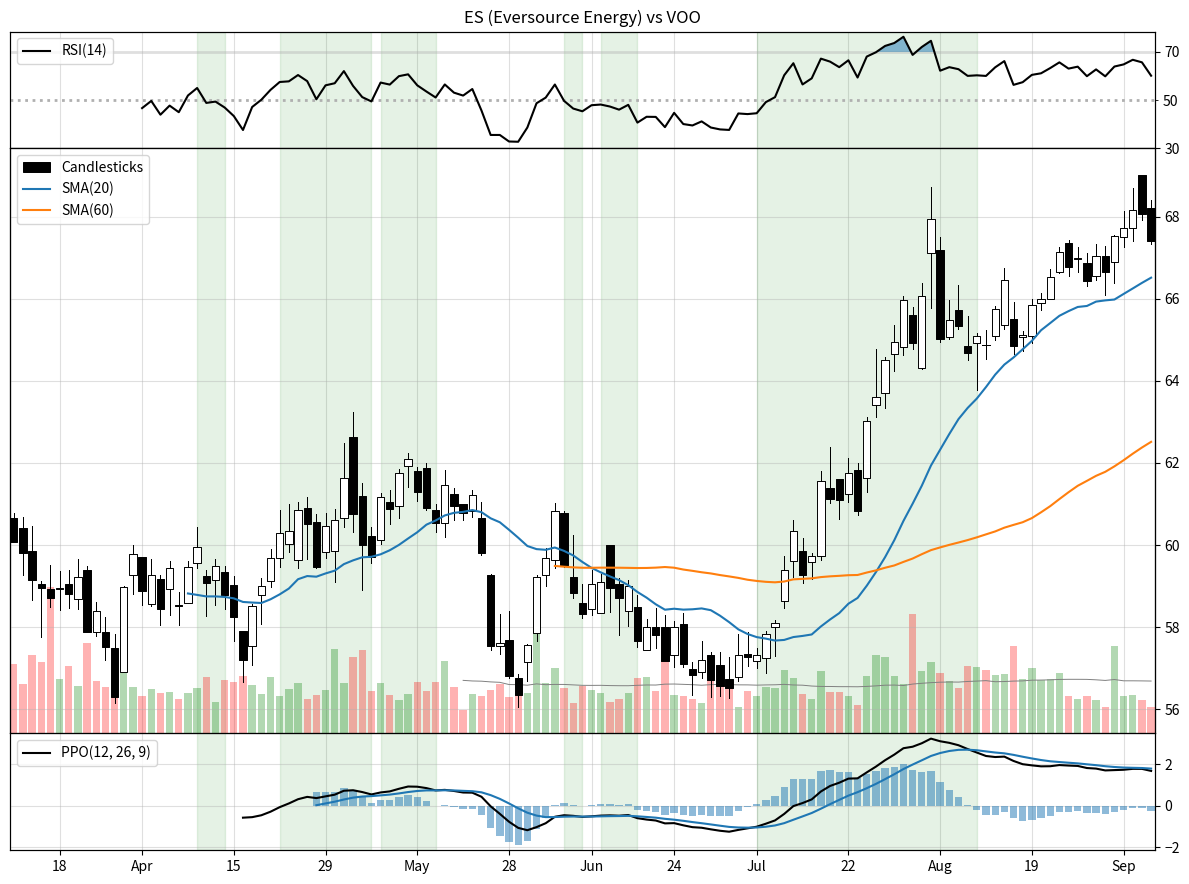 ES (Eversource Energy) vs VOO
RSI(14)
70
50
30
Candlesticks
SMA(20)
SMA(60)
68
66
64
62
60
58
56
PPO(12, 26, 9)
2
0
−2
18 Apr 15 29 May 28 Jun 24 Jul 22 Aug 19 Sep